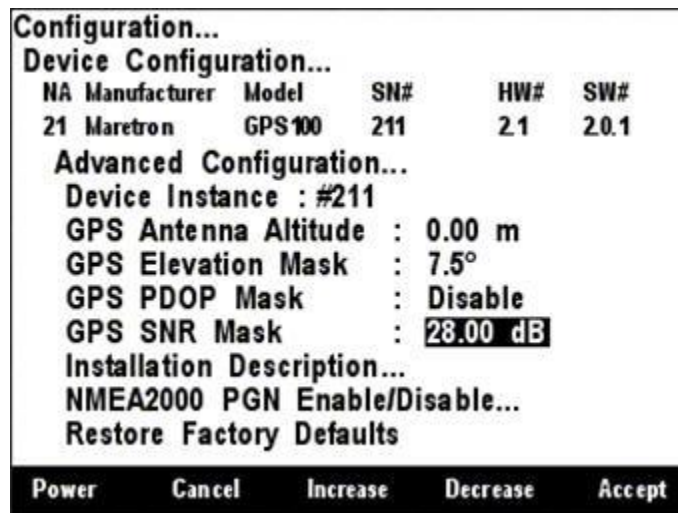 Configuration...
Device Configuration...
NA Manufacturer Model SN# HW# SW#
21 Maretron GPS100 211 2.1 2.0.1
Advanced Configuration...
Device Instance : #211
GPS Antenna Altitude : 0.00 m
GPS Elevation Mask : 7.5°
GPS PDOP Mask : Disable
GPS SNR Mask : 28.00 dB
Installation Description...
NMEA2000 PGN Enable/Disable...
Restore Factory Defaults
Power Cancel Increase Decrease Accept